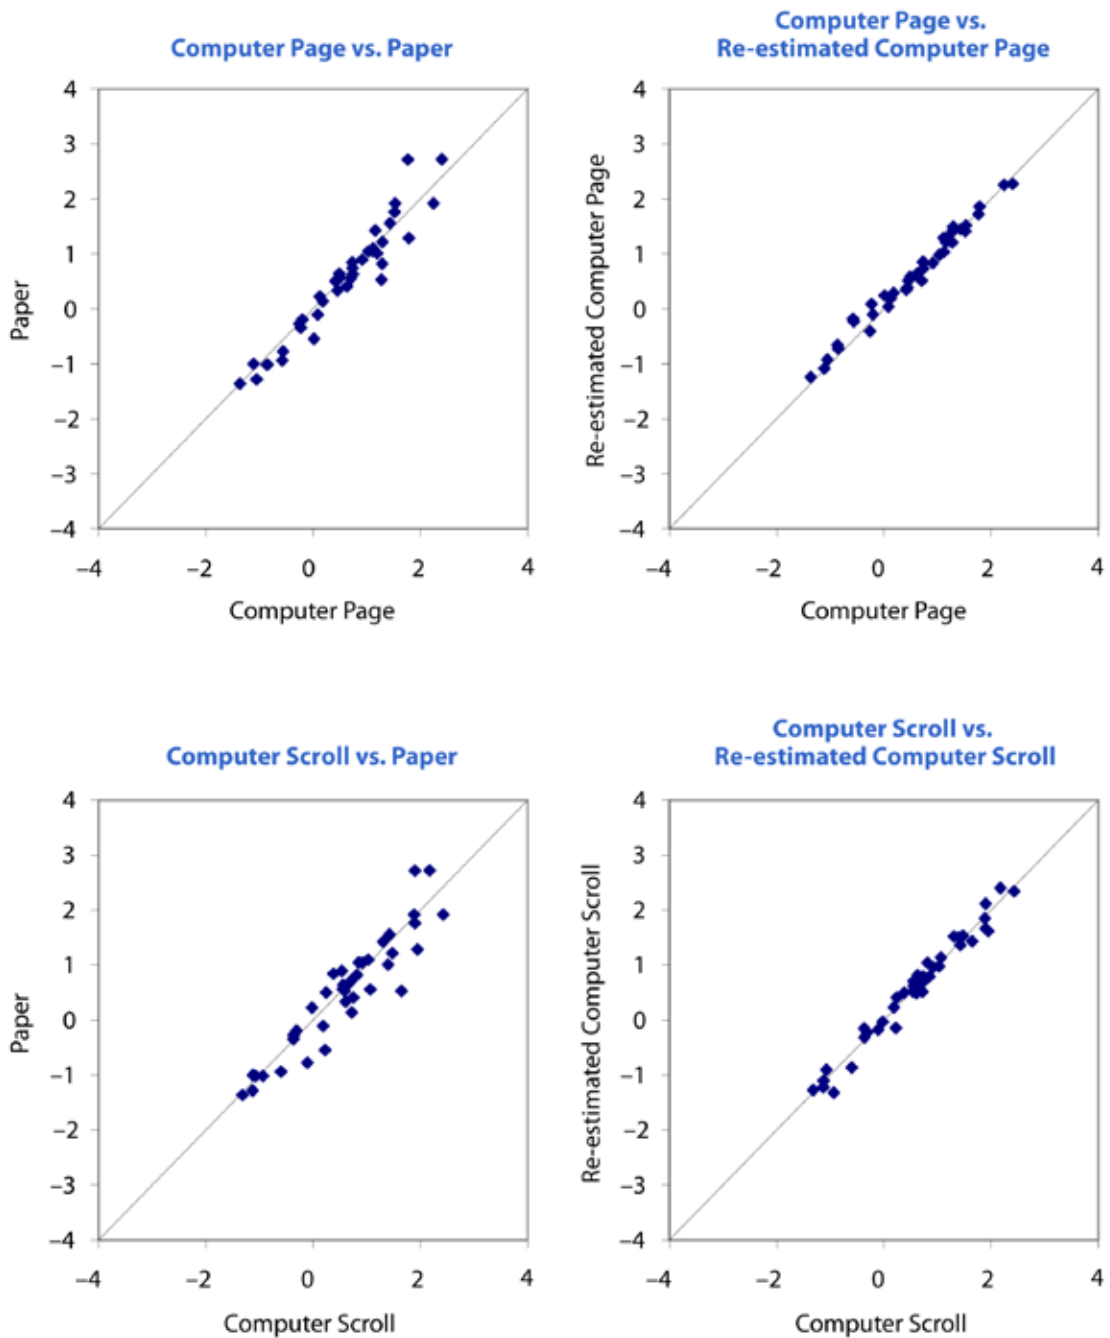 Computer Page vs. Paper
Computer Page vs.
Re-estimated Computer Page
4
3
2
1
0
−1
−2
−3
−4
Paper
−4 −2 0 2 4
Computer Page
4
3
2
1
0
−1
−2
−3
−4
Re-estimated Computer Page
−4 −2 0 2 4
Computer Page
Computer Scroll vs. Paper
Computer Scroll vs.
Re-estimated Computer Scroll
4
3
2
1
0
−1
−2
−3
−4
Paper
−4 −2 0 2 4
Computer Scroll
4
3
2
1
0
−1
−2
−3
−4
Re-estimated Computer Scroll
−4 −2 0 2 4
Computer Scroll